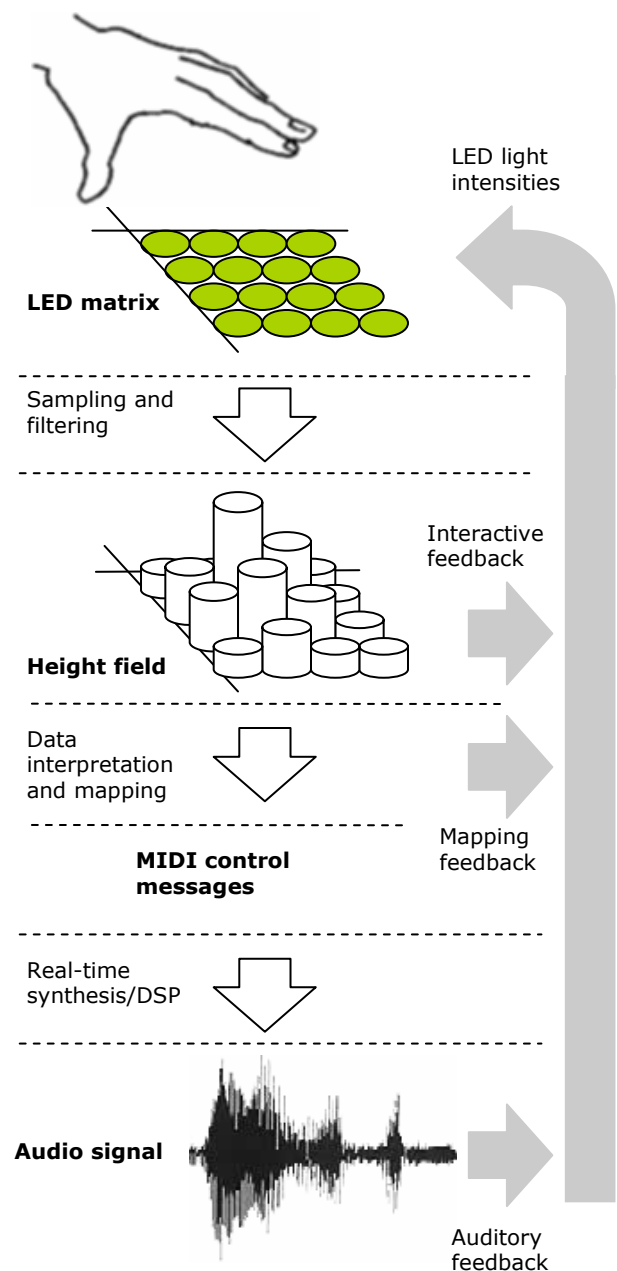 LED light
intensities
LED matrix
Sampling and
filtering
Interactive
feedback
Height field
Data
interpretation
and mapping
Mapping
feedback
MIDI control
messages
Real-time
synthesis/DSP
Audio signal
Auditory
feedback